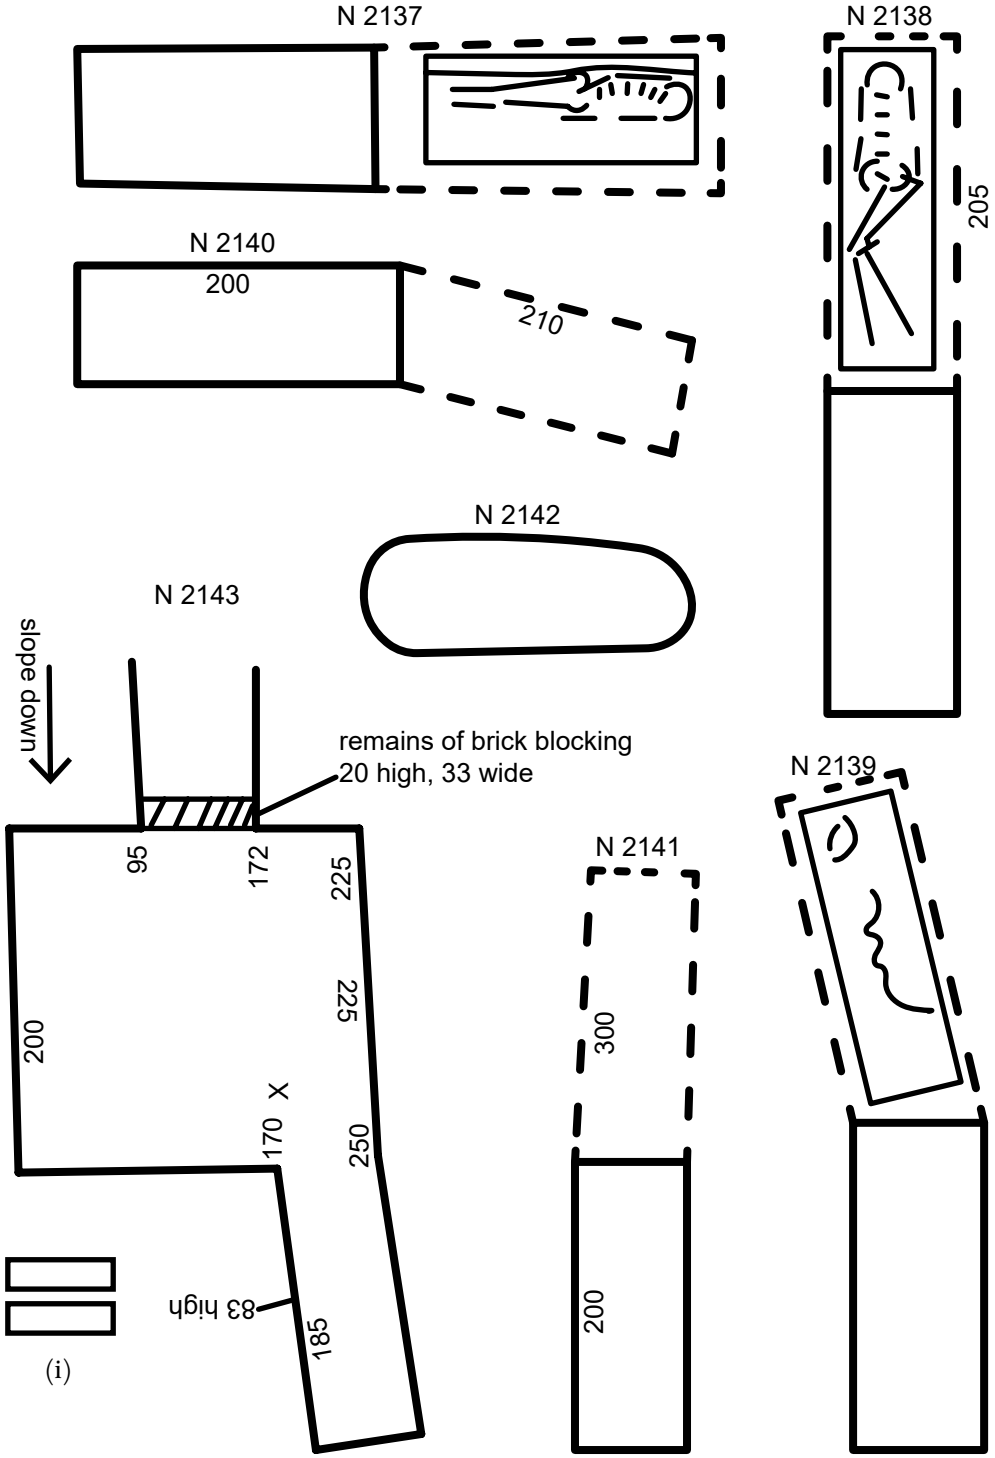 N 2137
N 2138
205
N 2140
200
210
N 2142
N 2143
slope down
remains of brick blocking
20 high, 33 wide
N 2139
95
172
225
N 2141
225
200
300
X
170
250
83 high
185
200
(i)